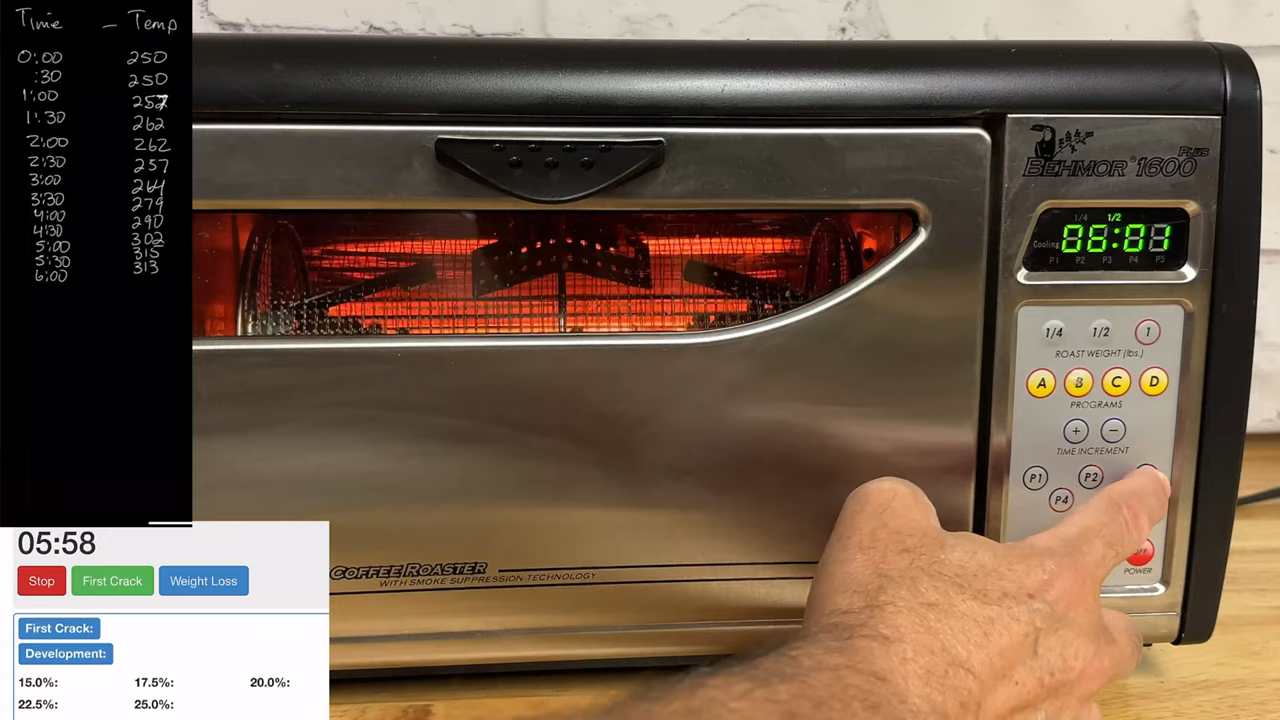 Time - Temp
0:00 250
:30 250
1:00 257
1:30 262
2:00 262
2:30 257
3:00 264
3:30 279
4:00 290
4:30 302
5:00 315
5:30 313
6:00
BEHMOR 1600 PLUS
1/4 1/2
Cooling 08:01
P1 P2 P3 P4 P5
1/4 1/2 1
ROAST WEIGHT (lbs.)
A B C D
PROGRAMS
+ -
TIME INCREMENT
P1 P2
P4
OFF
POWER
COFFEE ROASTER
WITH SMOKE SUPPRESSION TECHNOLOGY
05:58
Stop First Crack Weight Loss
First Crack:
Development:
15.0%: 17.5%: 20.0%:
22.5%: 25.0%: